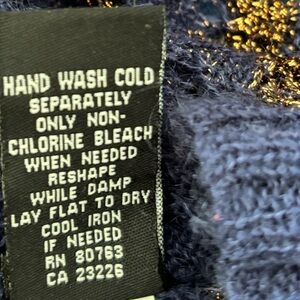 HAND WASH COLD
SEPARATELY
ONLY NON-
CHLORINE BLEACH
WHEN NEEDED
RESHAPE
WHILE DAMP
LAY FLAT TO DRY
COOL IRON
IF NEEDED
RN 80763
CA 23226